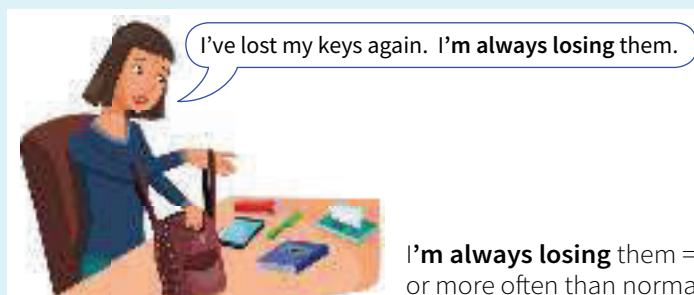 I've lost my keys again. I'm always losing them.
I'm always losing them =
or more often than norma